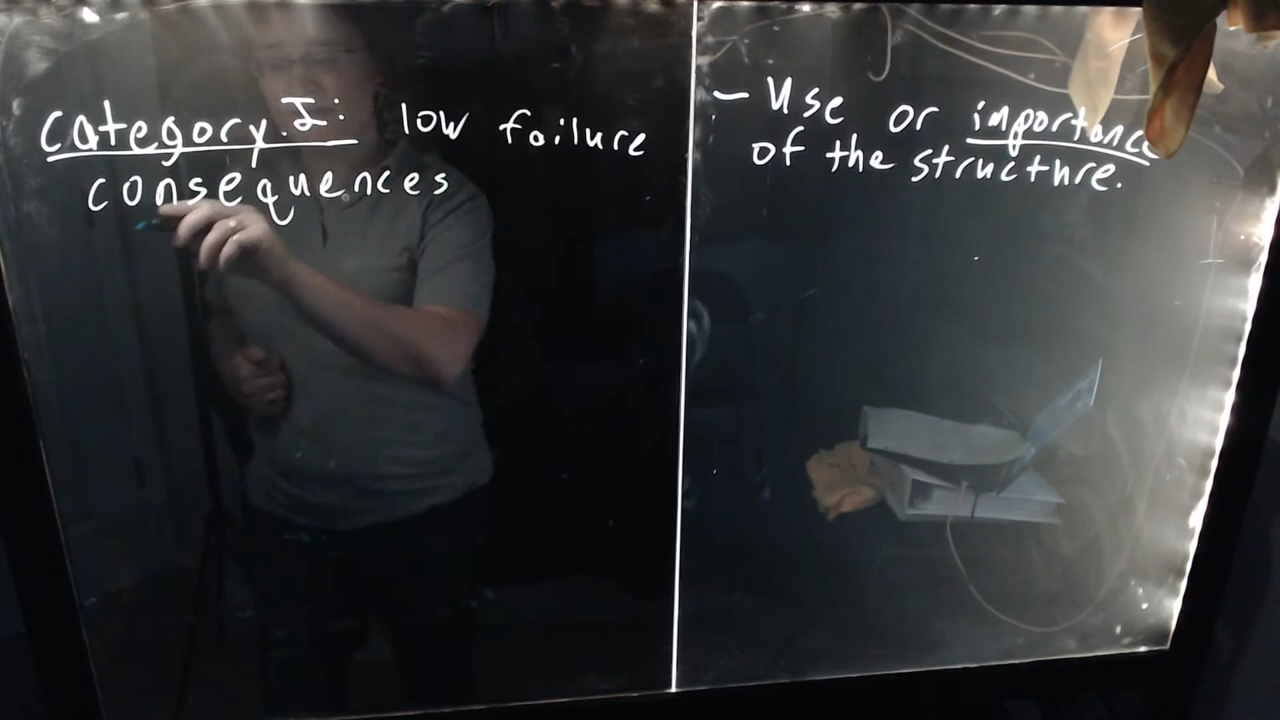 Category I: low failure
consequences
- Use or importance
of the structure.